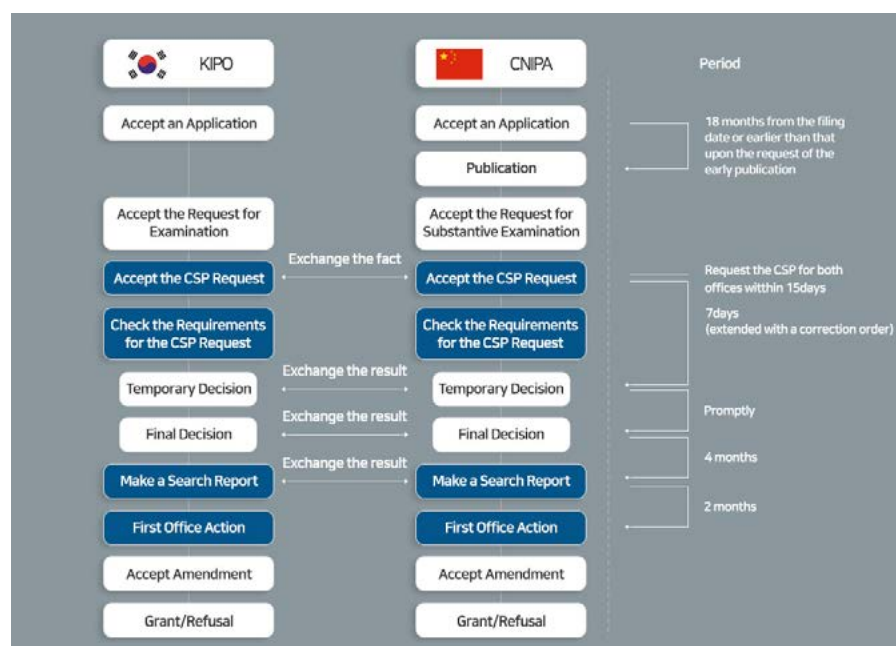 KIPO
CNIPA
Period
Accept an Application
Accept an Application
18 months from the filing
date or earlier than that
upon the request of the
early publication
Publication
Accept the Request for
Examination
Accept the Request for
Substantive Examination
Exchange the fact
Accept the CSP Request
Accept the CSP Request
Request the CSP for both
offices witthin 15days
Check the Requirements
for the CSP Request
Check the Requirements
for the CSP Request
7days
(extended with a correction order)
Exchange the result
Temporary Decision
Temporary Decision
Promptly
Exchange the result
Final Decision
Final Decision
4 months
Exchange the result
Make a Search Report
Make a Search Report
2 months
First Office Action
First Office Action
Accept Amendment
Accept Amendment
Grant/Refusal
Grant/Refusal